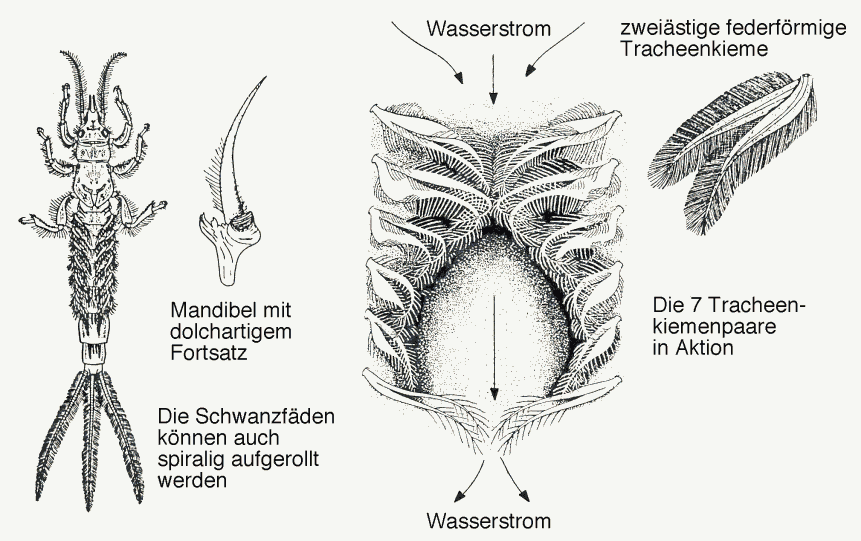 Wasserstrom
zweiästige federförmige
Tracheenkieme
Mandibel mit
dolchartigem
Fortsatz
Die 7 Tracheen-
kiemenpaare
in Aktion
Die Schwanzfäden
können auch
spiralig aufgerollt
werden
Wasserstrom